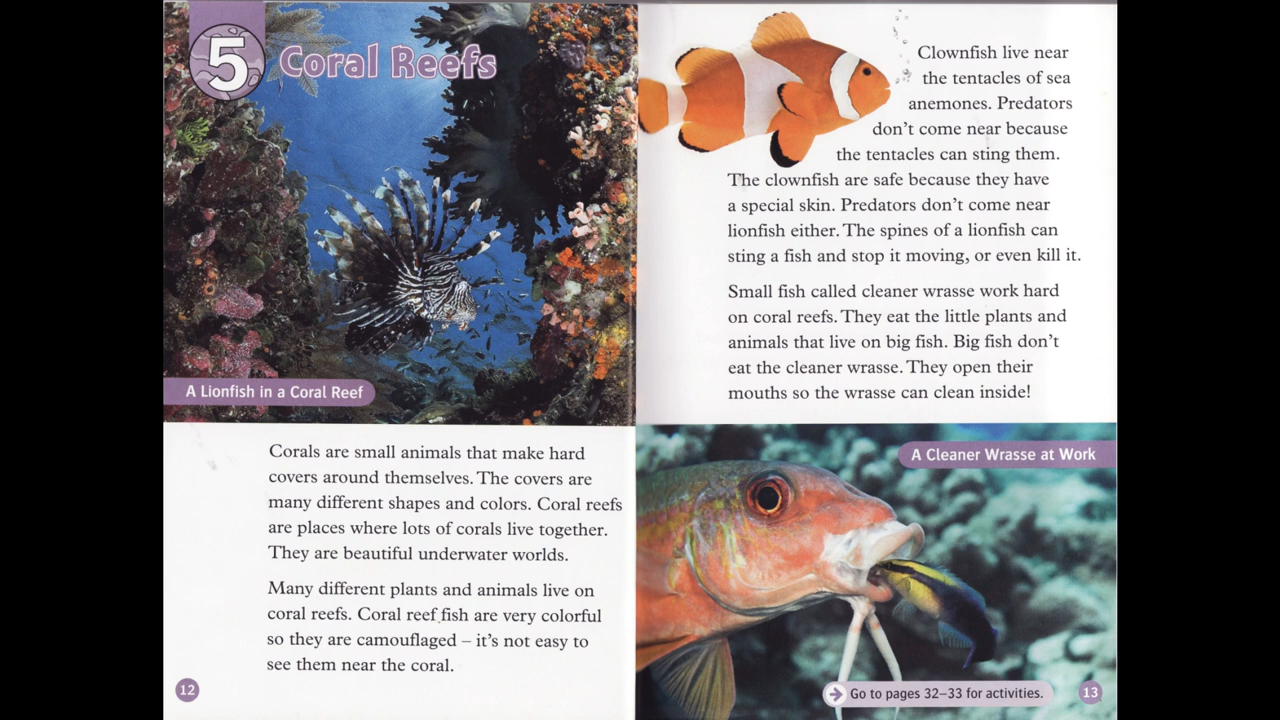 5
Coral Reefs
A Lionfish in a Coral Reef
Corals are small animals that make hard
covers around themselves. The covers are
many different shapes and colors. Coral reefs
are places where lots of corals live together.
They are beautiful underwater worlds.
Many different plants and animals live on
coral reefs. Coral reef fish are very colorful
so they are camouflaged – it's not easy to
see them near the coral.
12
Clownfish live near
the tentacles of sea
anemones. Predators
don't come near because
the tentacles can sting them.
The clownfish are safe because they have
a special skin. Predators don't come near
lionfish either. The spines of a lionfish can
sting a fish and stop it moving, or even kill it.
Small fish called cleaner wrasse work hard
on coral reefs. They eat the little plants and
animals that live on big fish. Big fish don't
eat the cleaner wrasse. They open their
mouths so the wrasse can clean inside!
A Cleaner Wrasse at Work
Go to pages 32–33 for activities.
13